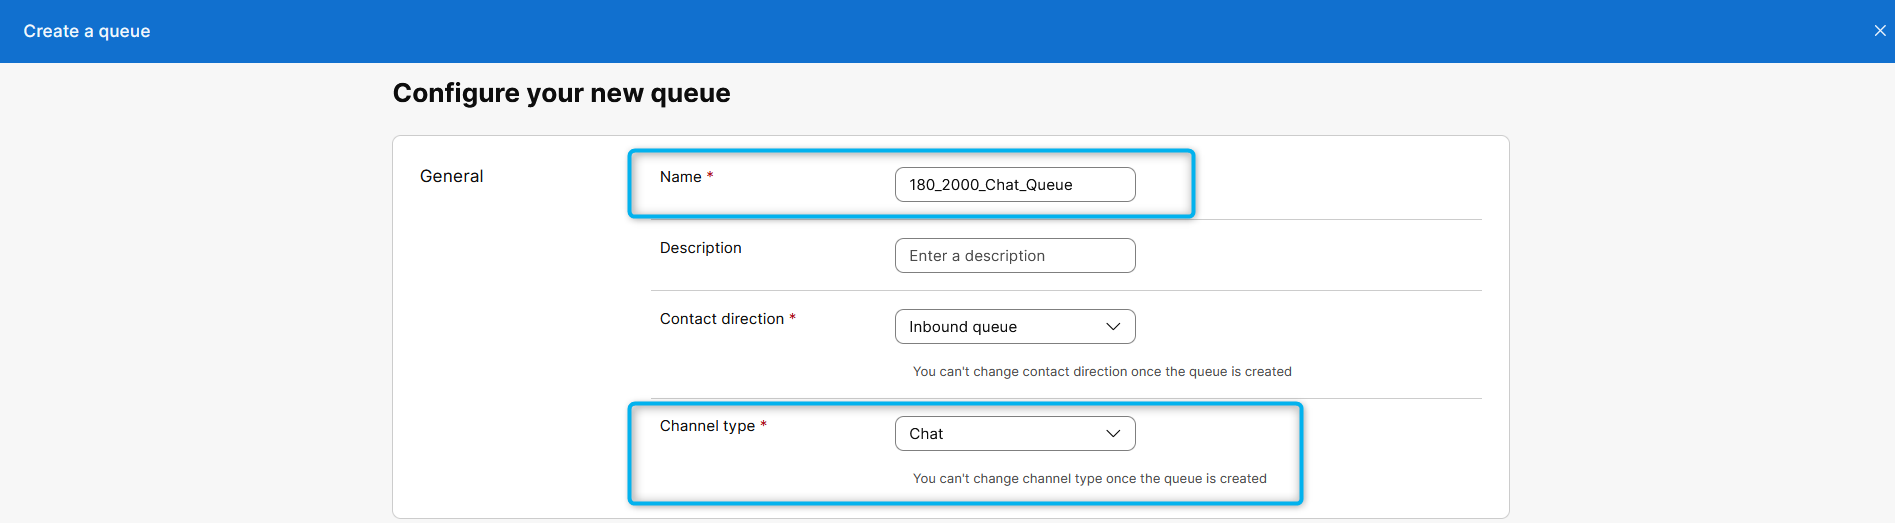 Create a queue
Configure your new queue
General
Name *
180_2000_Chat_Queue
Description
Enter a description
Contact direction *
Inbound queue
You can't change contact direction once the queue is created
Channel type *
Chat
You can't change channel type once the queue is created